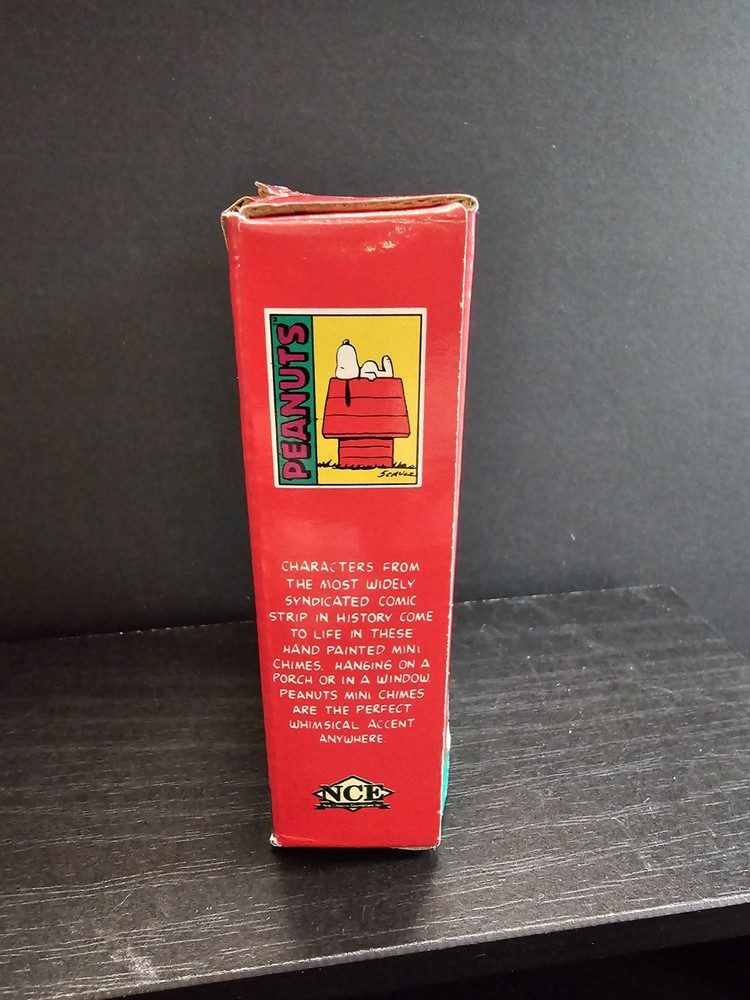 PEANUTS™
SCHULZ
CHARACTERS FROM
THE MOST WIDELY
SYNDICATED COMIC
STRIP IN HISTORY COME
TO LIFE IN THESE
HAND PAINTED MINI
CHIMES. HANGING ON A
PORCH OR IN A WINDOW.
PEANUTS MINI CHIMES
ARE THE PERFECT
WHIMSICAL ACCENT
ANYWHERE.
NCE